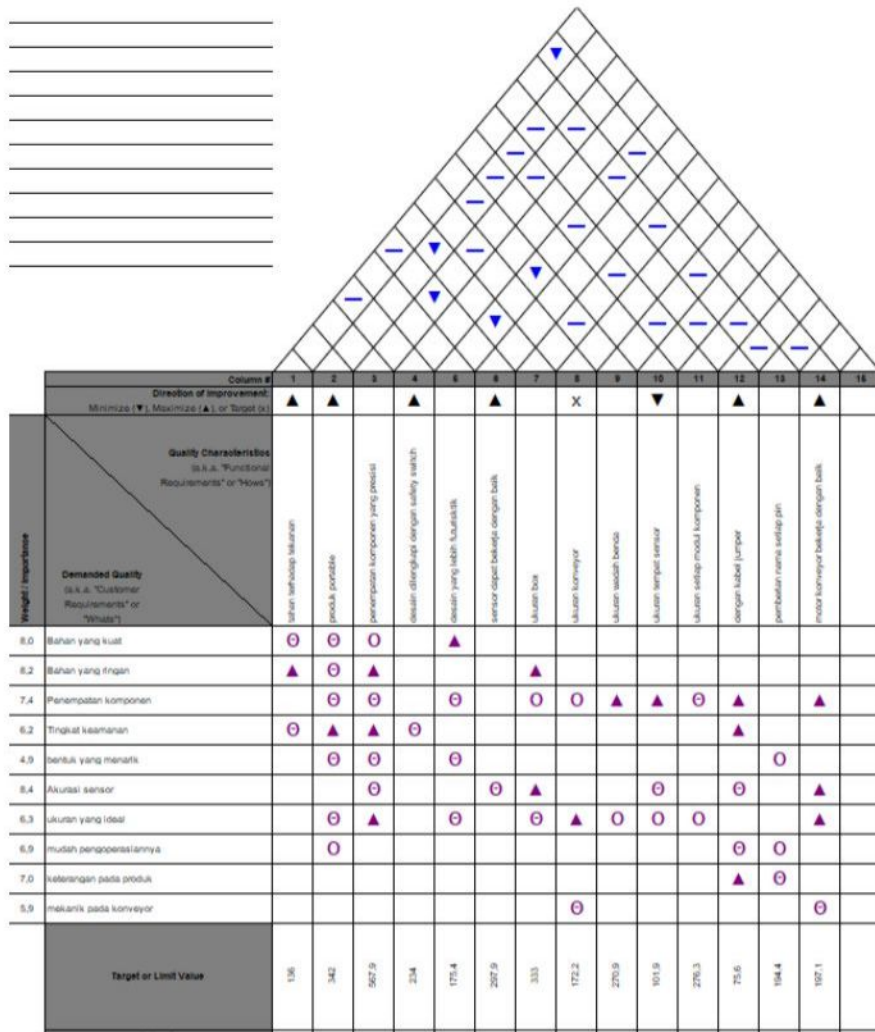 Column # 1 2 3 4 5 6 7 8 9 10 11 12 13 14 15
Direction of Improvement:
Minimize (▼), Maximize (▲), or Target (x) ▲ ▲ ▲ ▲ x ▼ ▲ ▲
Weight / Importance
Quality Characteristics
(a.k.a. "Functional
Requirements" or "Hows")
Demanded Quality
(a.k.a. "Customer
Requirements" or
"Whats")
tahan terhadap tekanan
produk portable
penempatan komponen yang presisi
desain dilengkapi dengan safety switch
desain yang lebih futuristik
sensor dapat bekerja dengan baik
ukuran box
ukuran konveyor
ukuran wadah benda
ukuran tempat sensor
ukuran setiap modul komponen
dengan kabel jumper
pemberian nama setiap pin
motor konveyor bekerja dengan baik
8,0 Bahan yang kuat Θ Θ Ο ▲
8,2 Bahan yang ringan ▲ Θ ▲ ▲
7,4 Penempatan komponen Θ Θ Θ Ο Ο ▲ ▲ Θ ▲ ▲
6,2 Tingkat keamanan Θ ▲ ▲ Θ ▲
4,9 bentuk yang menarik Θ Θ Θ Ο
8,4 Akurasi sensor Θ Θ ▲ Θ Θ ▲
6,3 ukuran yang ideal Θ ▲ Θ Θ ▲ Ο Ο Ο ▲
6,9 mudah pengoperasiannya Ο Θ Ο
7,0 keterangan pada produk ▲ Θ
5,9 mekanik pada konveyor Θ Θ
Target or Limit Value 136 342 567,9 234 175.4 297,9 333 172,2 270,9 101,9 276,3 75,6 194.4 197.1